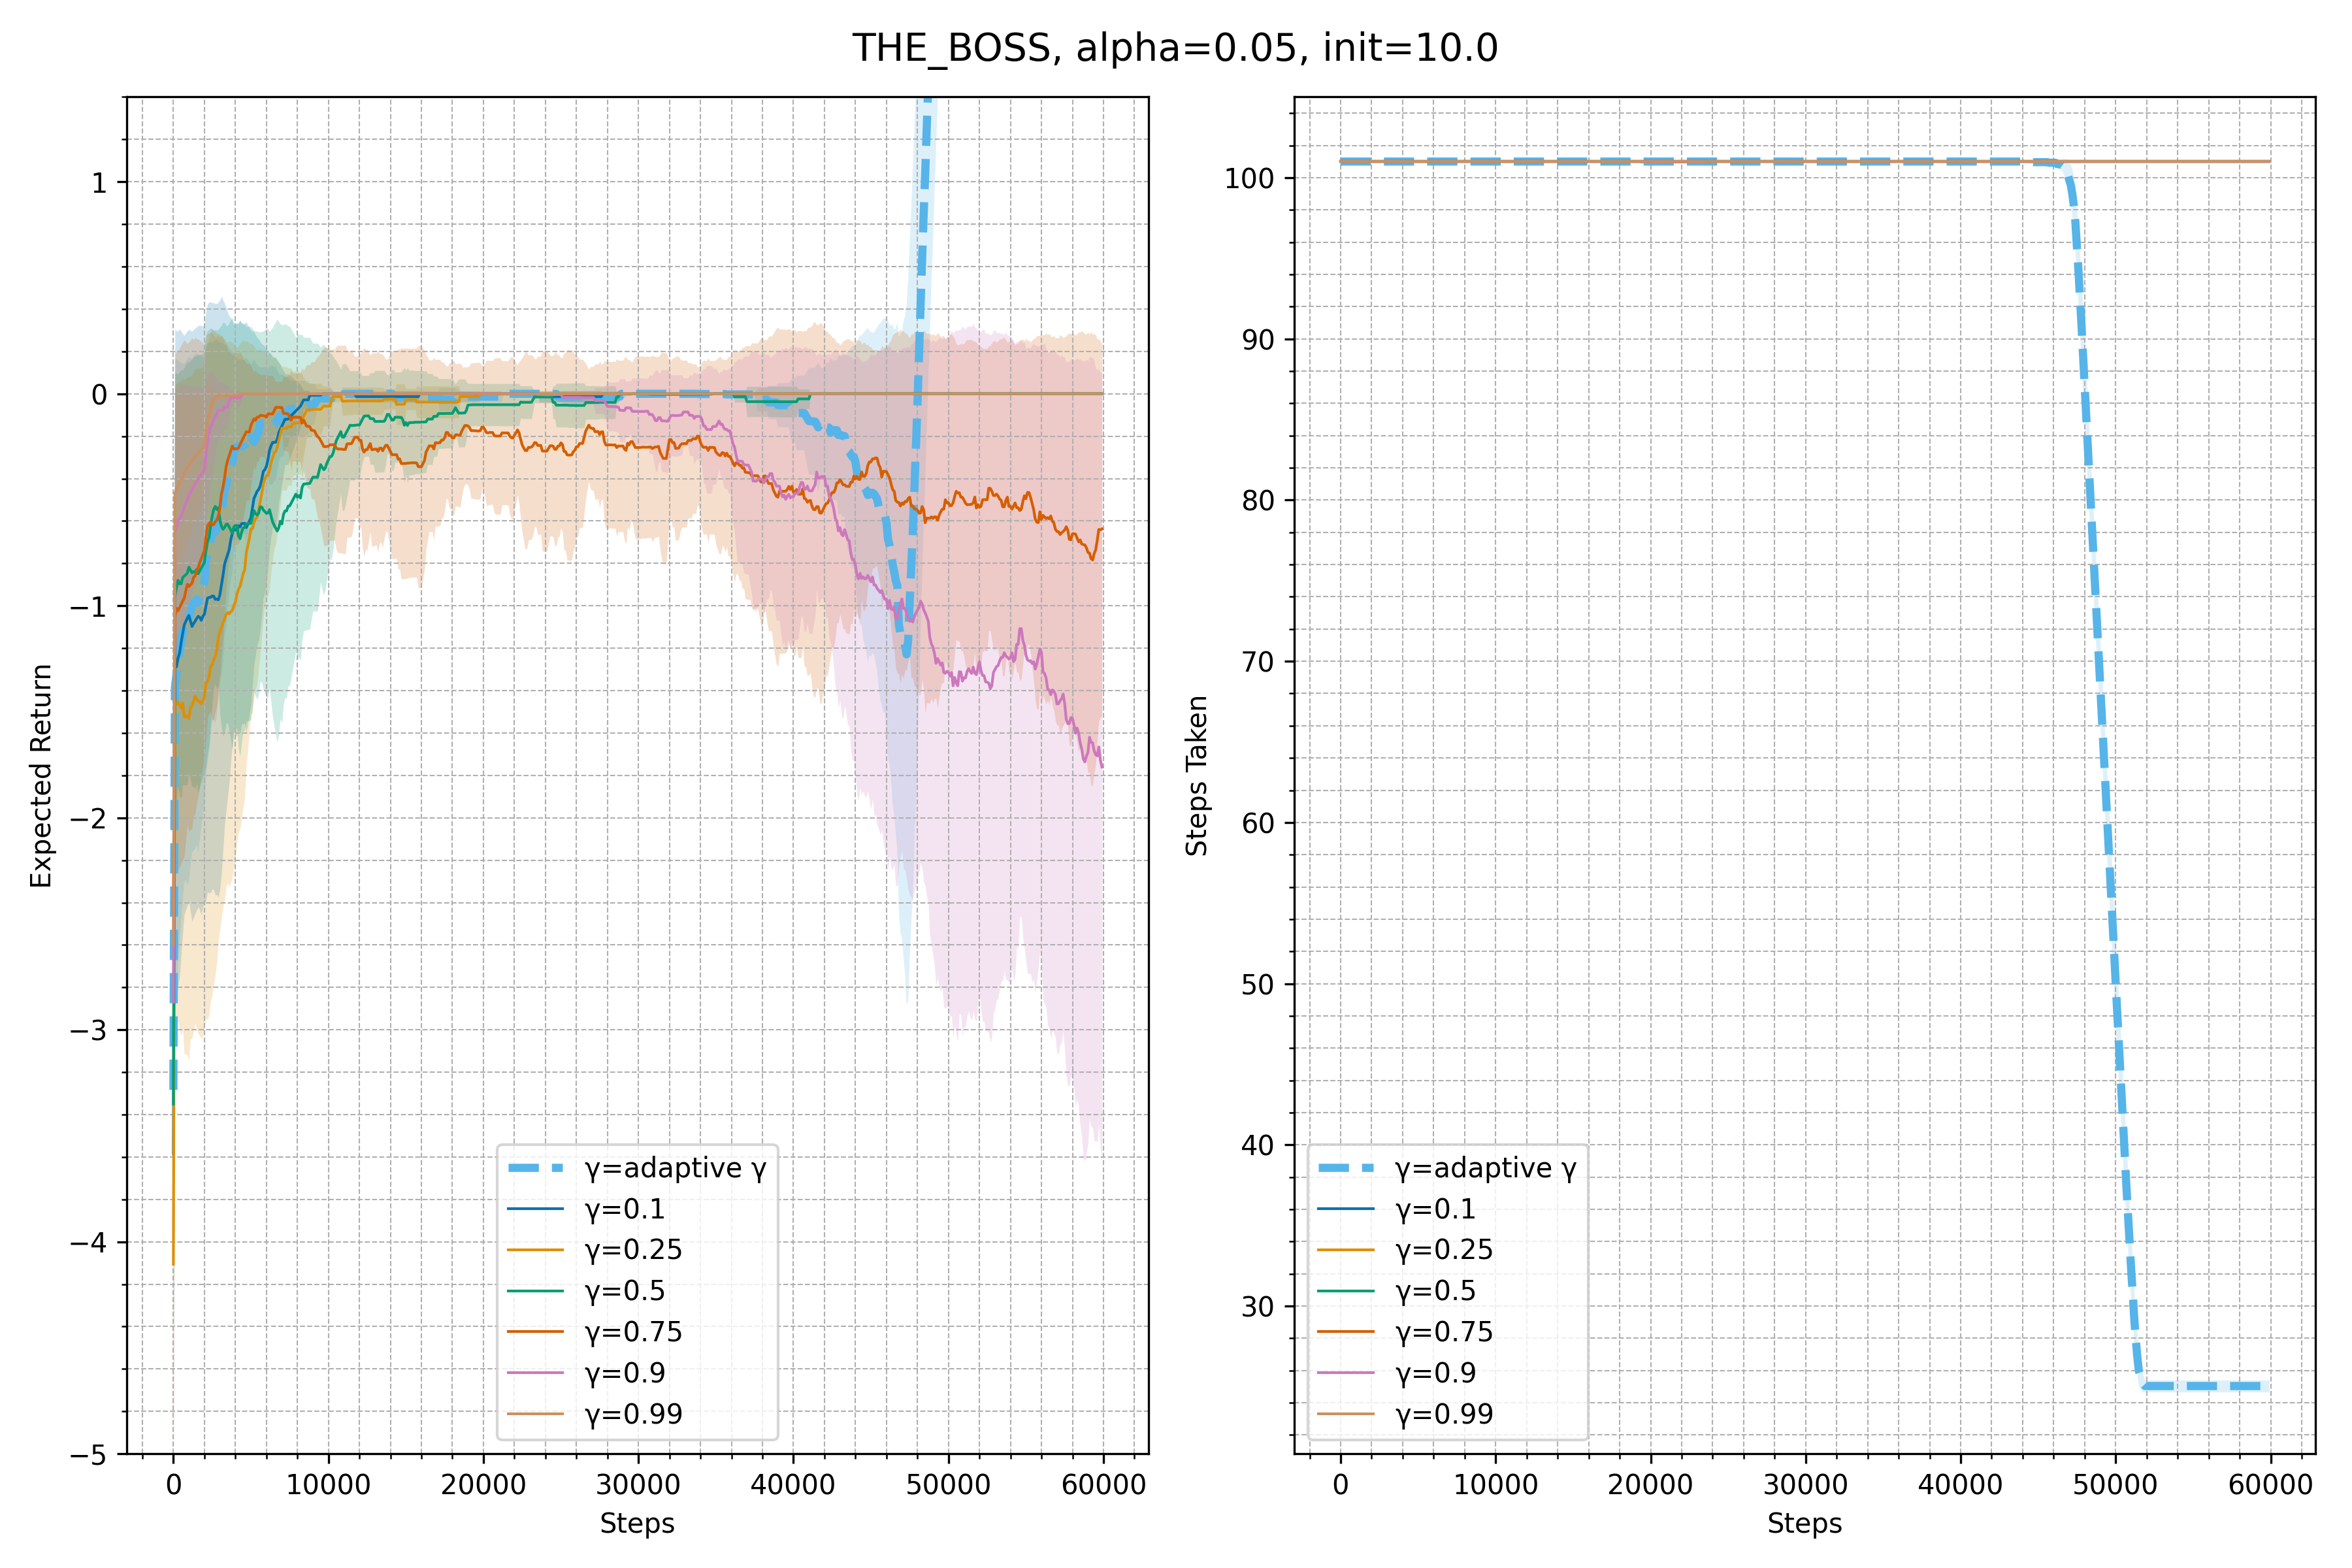 THE_BOSS, alpha=0.05, init=10.0
1
0
−1
−2
−3
−4
−5
Expected Return
γ=adaptive γ
γ=0.1
γ=0.25
γ=0.5
γ=0.75
γ=0.9
γ=0.99
0 10000 20000 30000 40000 50000 60000
Steps
100
90
80
70
60
50
40
30
Steps Taken
γ=adaptive γ
γ=0.1
γ=0.25
γ=0.5
γ=0.75
γ=0.9
γ=0.99
0 10000 20000 30000 40000 50000 60000
Steps